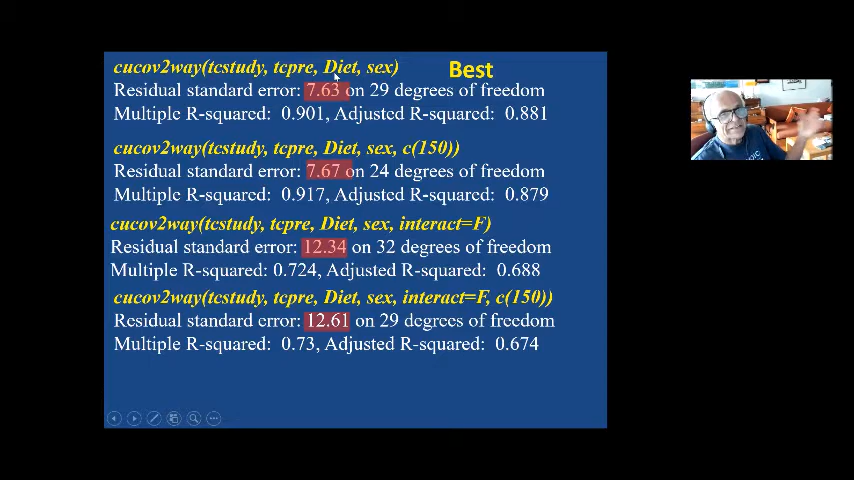 cucov2way(tcstudy, tcpre, Diet, sex) Best
Residual standard error: 7.63 on 29 degrees of freedom
Multiple R-squared: 0.901, Adjusted R-squared: 0.881
cucov2way(tcstudy, tcpre, Diet, sex, c(150))
Residual standard error: 7.67 on 24 degrees of freedom
Multiple R-squared: 0.917, Adjusted R-squared: 0.879
cucov2way(tcstudy, tcpre, Diet, sex, interact=F)
Residual standard error: 12.34 on 32 degrees of freedom
Multiple R-squared: 0.724, Adjusted R-squared: 0.688
cucov2way(tcstudy, tcpre, Diet, sex, interact=F, c(150))
Residual standard error: 12.61 on 29 degrees of freedom
Multiple R-squared: 0.73, Adjusted R-squared: 0.674